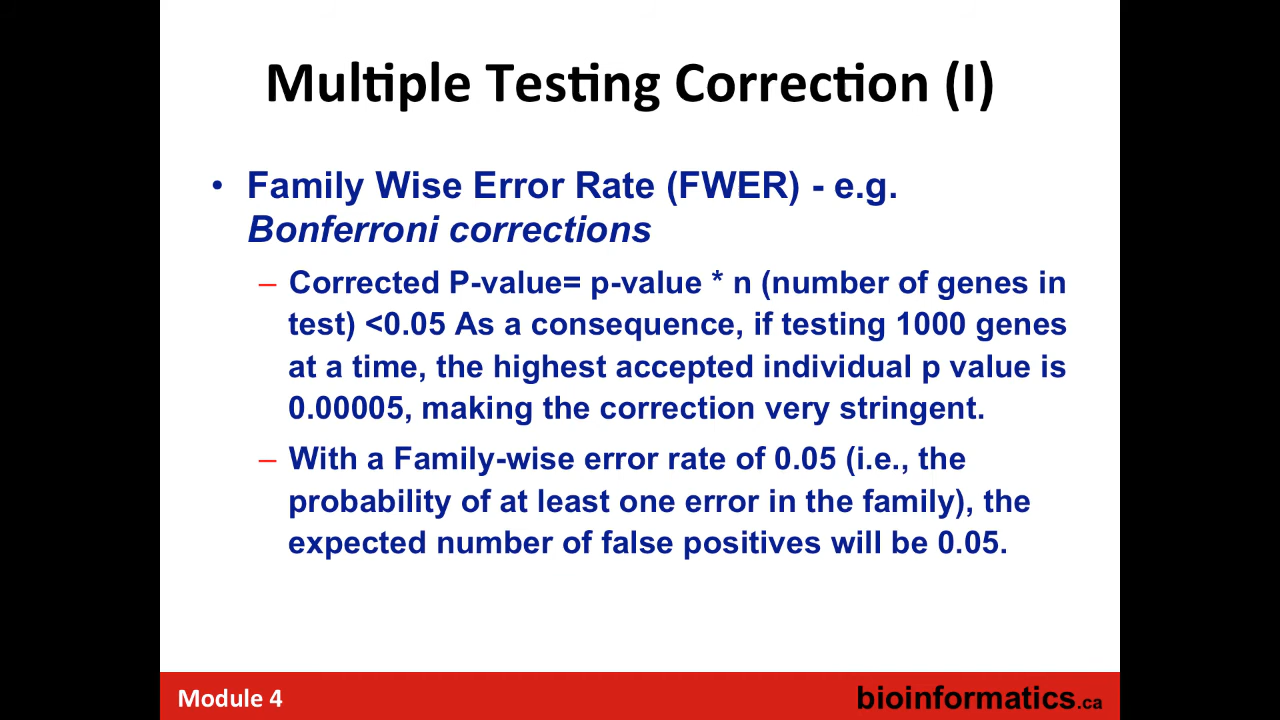 Multiple Testing Correction (I)
• Family Wise Error Rate (FWER) - e.g.
Bonferroni corrections
– Corrected P-value= p-value * n (number of genes in
test) <0.05 As a consequence, if testing 1000 genes
at a time, the highest accepted individual p value is
0.00005, making the correction very stringent.
– With a Family-wise error rate of 0.05 (i.e., the
probability of at least one error in the family), the
expected number of false positives will be 0.05.
Module 4
bioinformatics.ca